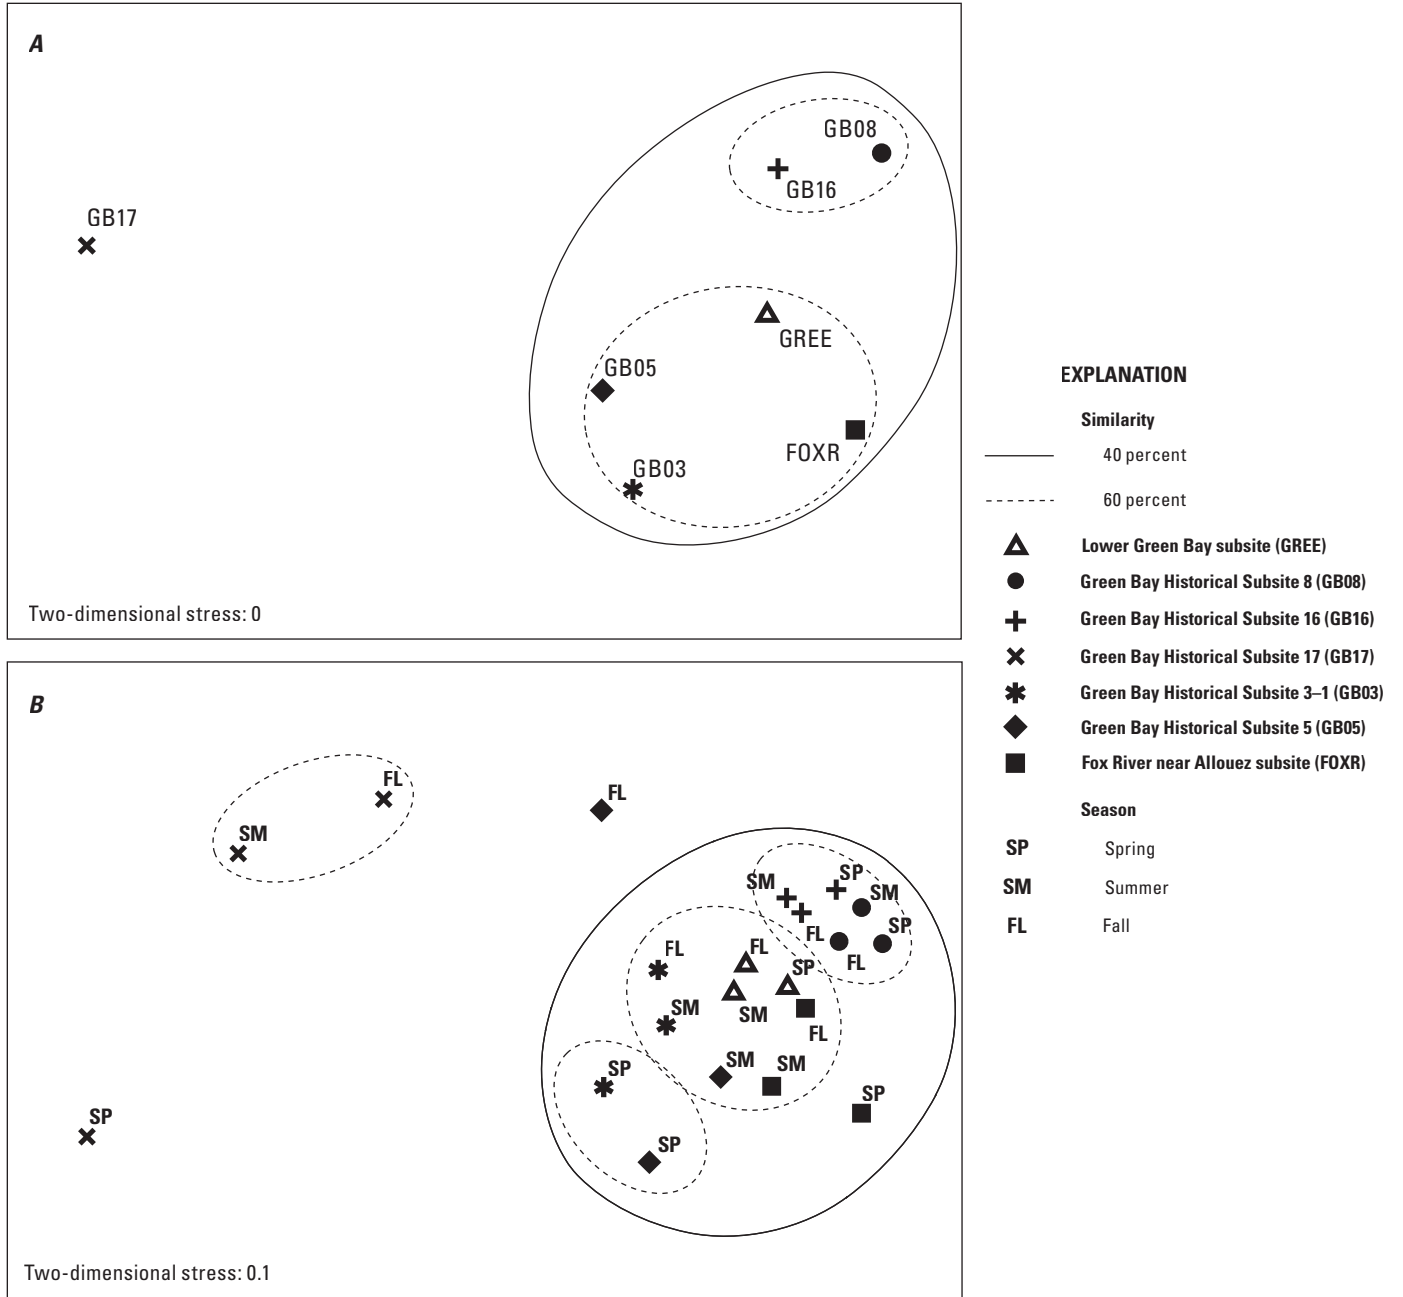 A
GB08
GB16
GB17
GREE
GB05
FOXR
GB03
Two-dimensional stress: 0
EXPLANATION
Similarity
40 percent
60 percent
Lower Green Bay subsite (GREE)
Green Bay Historical Subsite 8 (GB08)
Green Bay Historical Subsite 16 (GB16)
Green Bay Historical Subsite 17 (GB17)
Green Bay Historical Subsite 3–1 (GB03)
Green Bay Historical Subsite 5 (GB05)
Fox River near Allouez subsite (FOXR)
Season
SP Spring
SM Summer
FL Fall
B
FL
FL
SM
SP
SM
SM
SP
FL
FL
FL
FL
SP
SM
SM
FL
SM
SM
SP
SP
SP
SP
Two-dimensional stress: 0.1